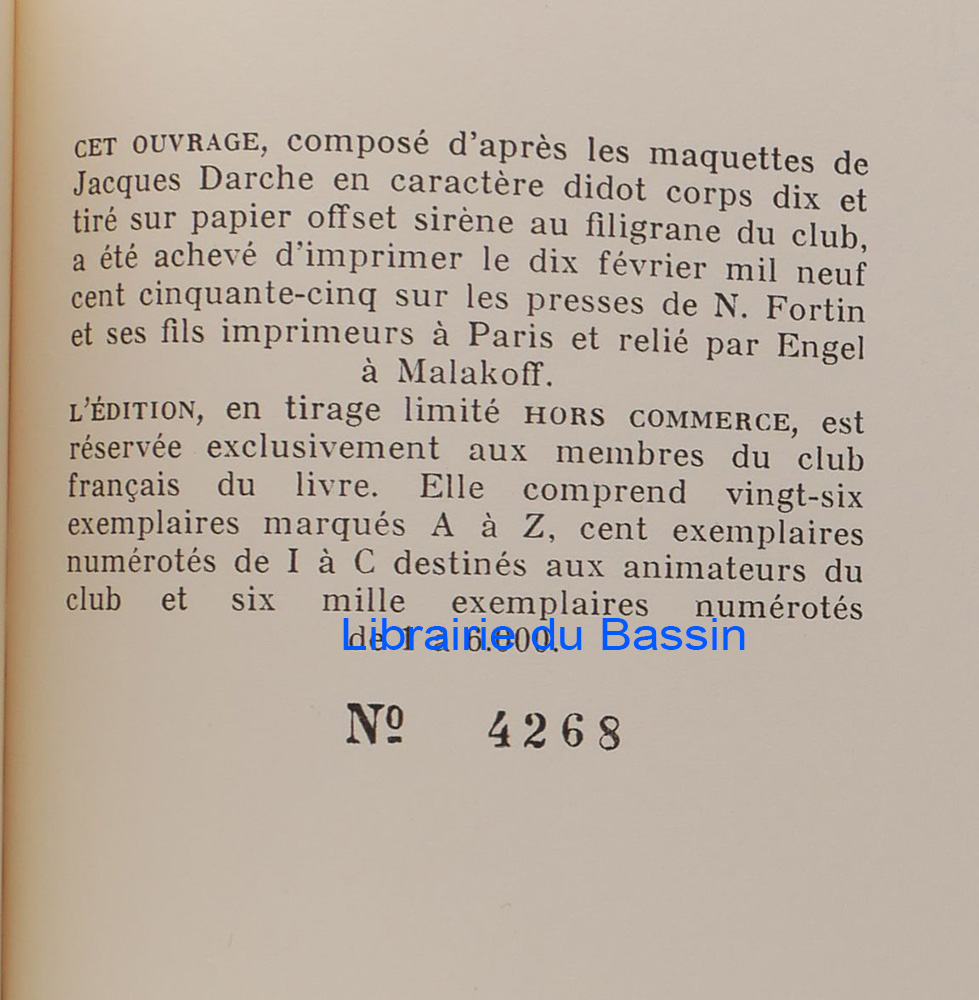 CET OUVRAGE, composé d'après les maquettes de
Jacques Darche en caractère didot corps dix et
tiré sur papier offset sirène au filigrane du club,
a été achevé d'imprimer le dix février mil neuf
cent cinquante-cinq sur les presses de N. Fortin
et ses fils imprimeurs à Paris et relié par Engel
à Malakoff.
L'ÉDITION, en tirage limité HORS COMMERCE, est
réservée exclusivement aux membres du club
français du livre. Elle comprend vingt-six
exemplaires marqués A à Z, cent exemplaires
numérotés de I à C destinés aux animateurs du
club et six mille exemplaires numérotés
de 1 à 6.000.
Librairie du Bassin
Nº 4268